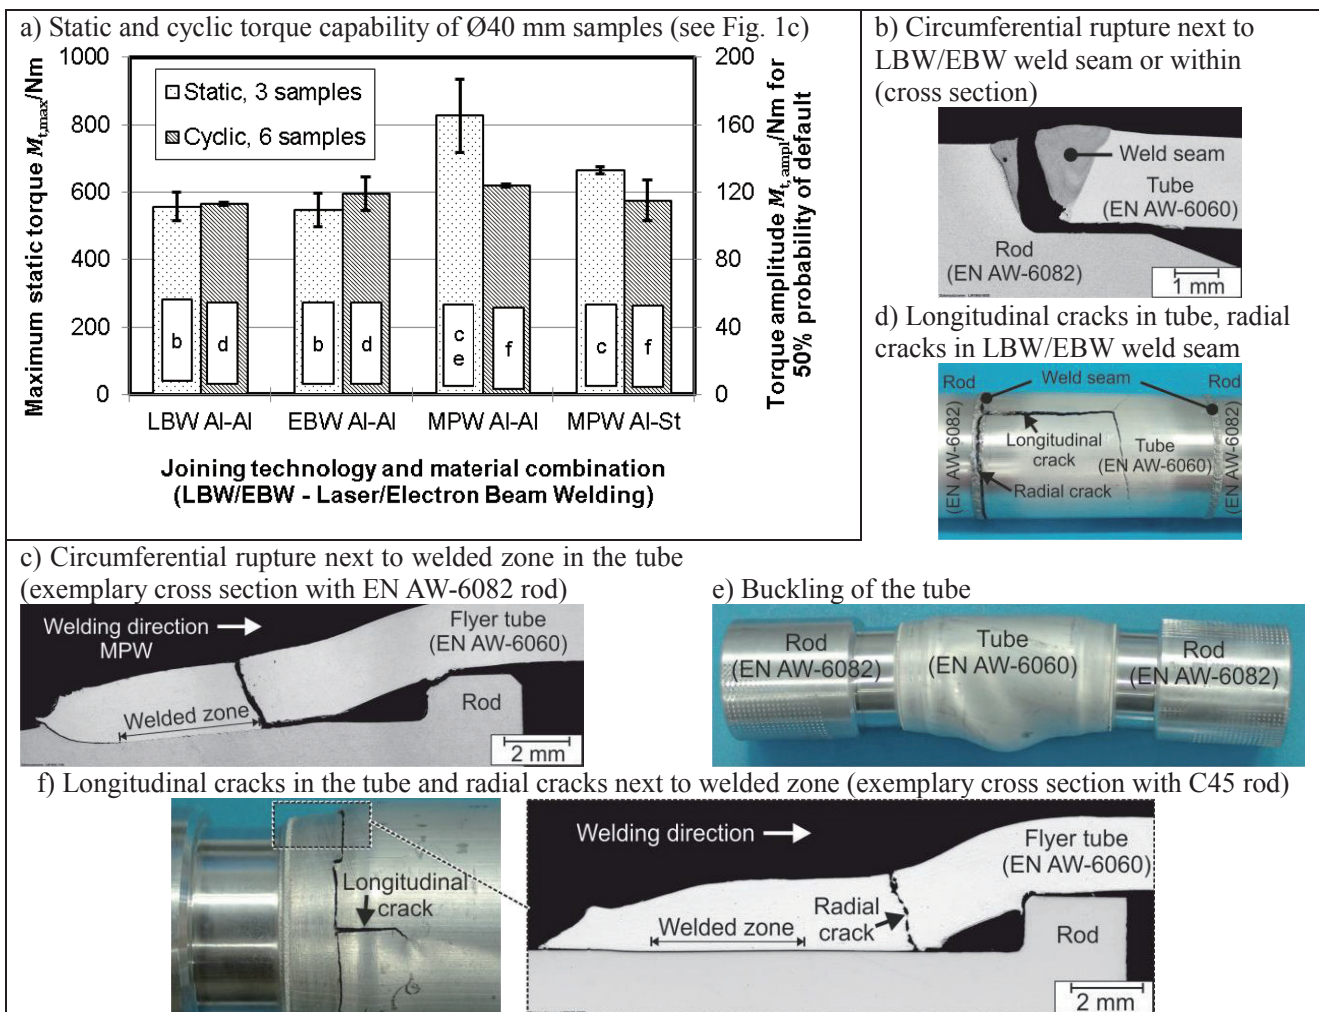 a) Static and cyclic torque capability of Ø40 mm samples (see Fig. 1c)
Maximum static torque Mt,max/Nm
1000
800
600
400
200
0
Static, 3 samples
Cyclic, 6 samples
b
d
b
d
c
e
f
c
f
200
160
120
80
40
0
Torque amplitude Mt,ampl/Nm for
50% probability of default
LBW Al-Al
EBW Al-Al
MPW Al-Al
MPW Al-St
Joining technology and material combination
(LBW/EBW - Laser/Electron Beam Welding)
b) Circumferential rupture next to
LBW/EBW weld seam or within
(cross section)
Weld seam
Tube
(EN AW-6060)
Rod
(EN AW-6082)
1 mm
d) Longitudinal cracks in tube, radial
cracks in LBW/EBW weld seam
Rod
Weld seam
Rod
(EN AW-6082)
Longitudinal
crack
Tube
(EN AW-6060)
Radial crack
(EN AW-6082)
c) Circumferential rupture next to welded zone in the tube
(exemplary cross section with EN AW-6082 rod)
Welding direction
MPW
Flyer tube
(EN AW-6060)
Welded zone
Rod
2 mm
e) Buckling of the tube
Rod
(EN AW-6082)
Tube
(EN AW-6060)
Rod
(EN AW-6082)
f) Longitudinal cracks in the tube and radial cracks next to welded zone (exemplary cross section with C45 rod)
Longitudinal
crack
Welding direction
Flyer tube
(EN AW-6060)
Welded zone
Radial
crack
Rod
2 mm